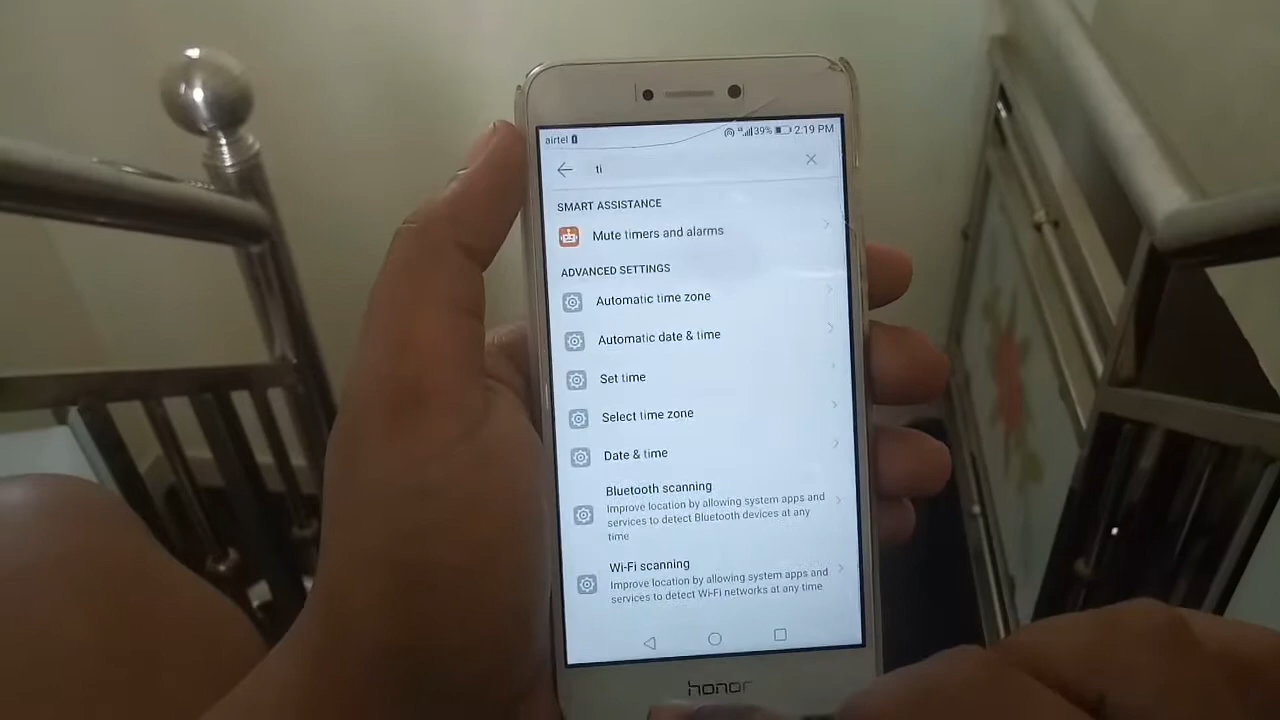 airtel 39% 2:19 PM
ti
SMART ASSISTANCE
Mute timers and alarms
ADVANCED SETTINGS
Automatic time zone
Automatic date & time
Set time
Select time zone
Date & time
Bluetooth scanning
Improve location by allowing system apps and
services to detect Bluetooth devices at any
time
Wi-Fi scanning
Improve location by allowing system apps and
services to detect Wi-Fi networks at any time
honor